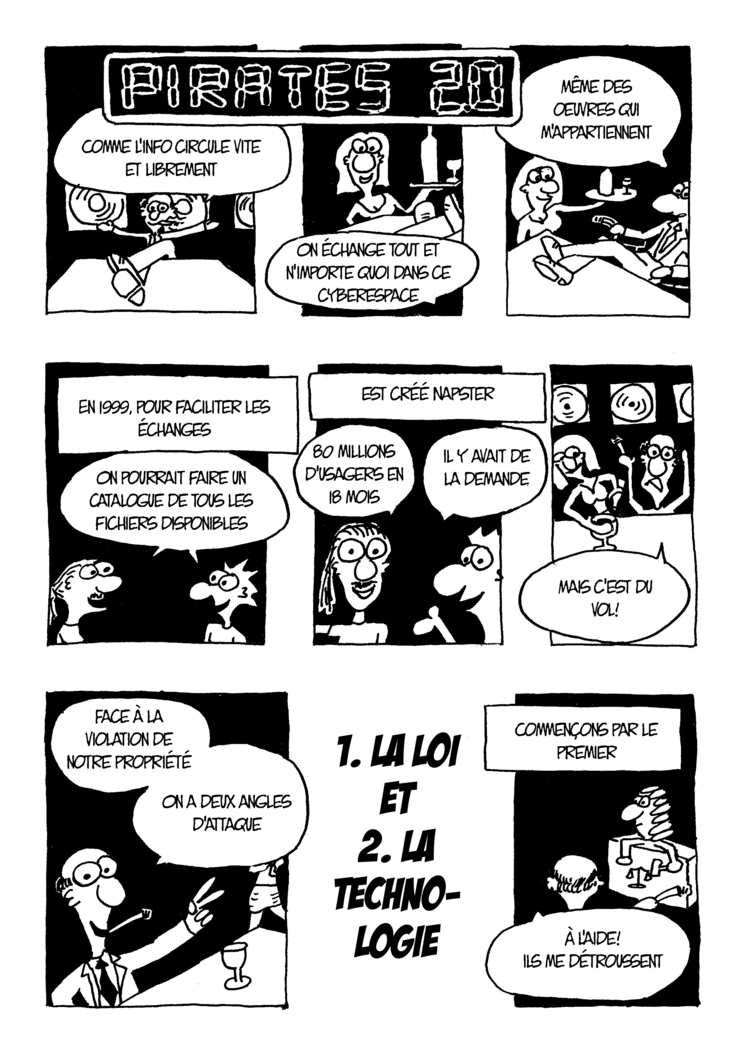 PIRATES 2.0
COMME L'INFO CIRCULE VITE
ET LIBREMENT
ON ÉCHANGE TOUT ET
N'IMPORTE QUOI DANS CE
CYBERESPACE
MÊME DES
OEUVRES QUI
M'APPARTIENNENT
EN 1999, POUR FACILITER LES
ÉCHANGES
ON POURRAIT FAIRE UN
CATALOGUE DE TOUS LES
FICHIERS DISPONIBLES
EST CRÉÉ NAPSTER
80 MILLIONS
D'USAGERS EN
18 MOIS
IL Y AVAIT DE
LA DEMANDE
MAIS C'EST DU
VOL!
FACE À LA
VIOLATION DE
NOTRE PROPRIÉTÉ
ON A DEUX ANGLES
D'ATTAQUE
1. LA LOI
ET
2. LA
TECHNO-
LOGIE
COMMENÇONS PAR LE
PREMIER
À L'AIDE!
ILS ME DÉTROUSSENT